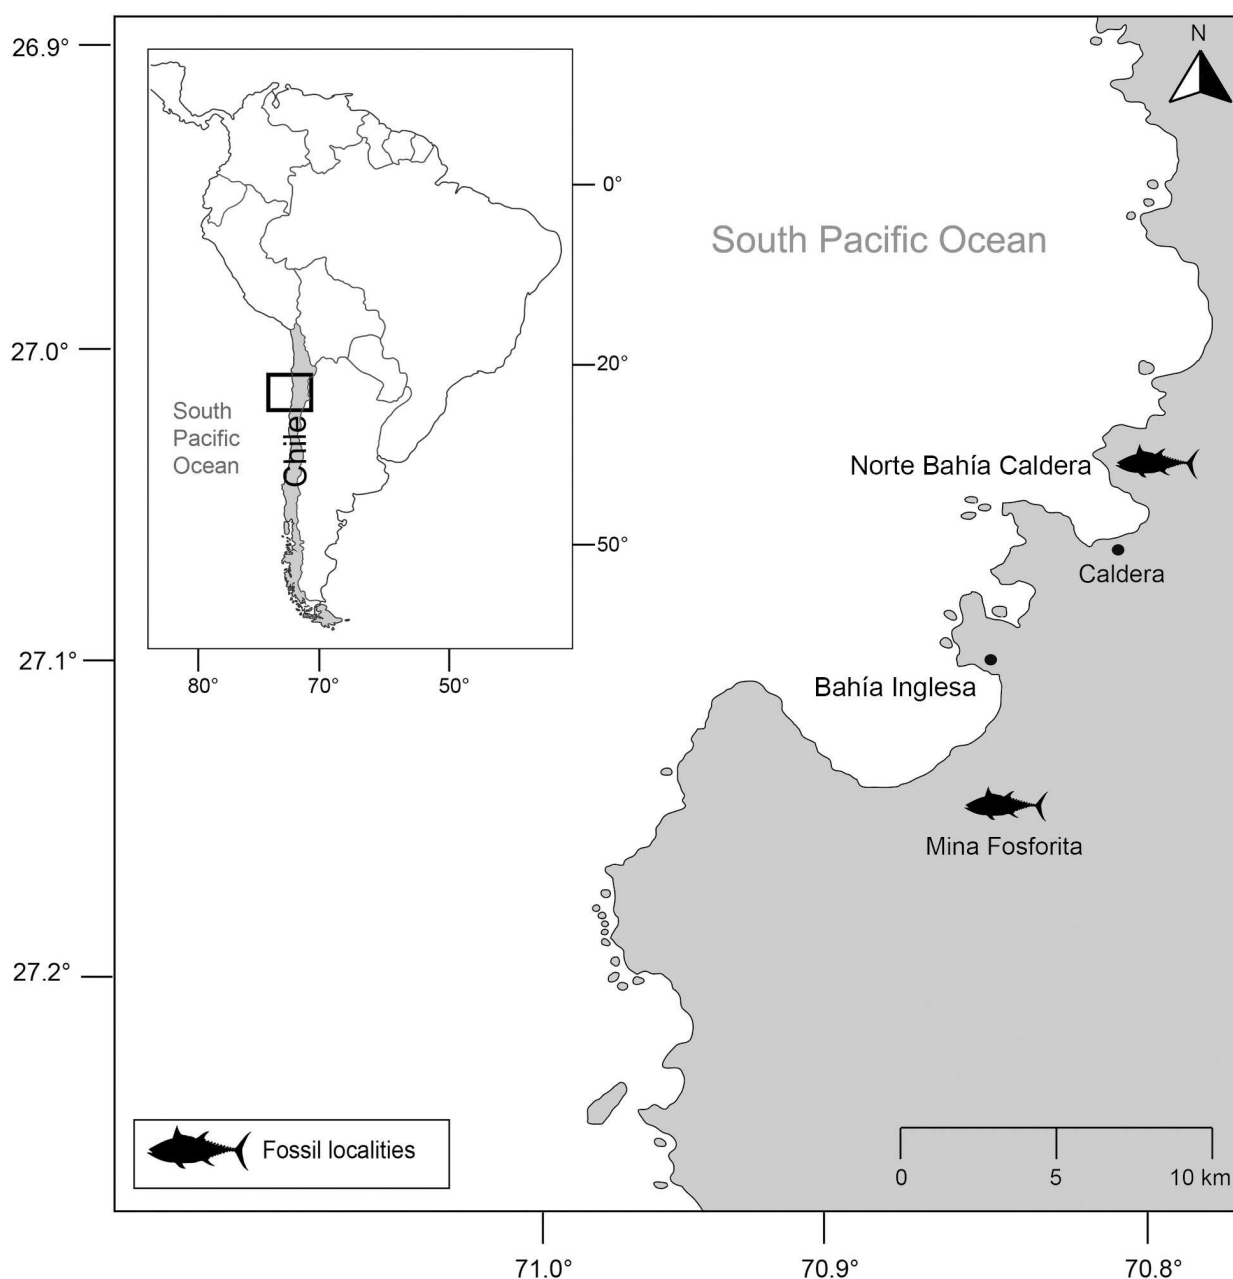 26.9°
N
0°
South Pacific Ocean
27.0°
20°
South
Pacific
Ocean
Chile
Norte Bahía Caldera
50°
Caldera
27.1°
80°
70°
50°
Bahía Inglesa
Mina Fosforita
27.2°
Fossil localities
0
5
10 km
71.0°
70.9°
70.8°